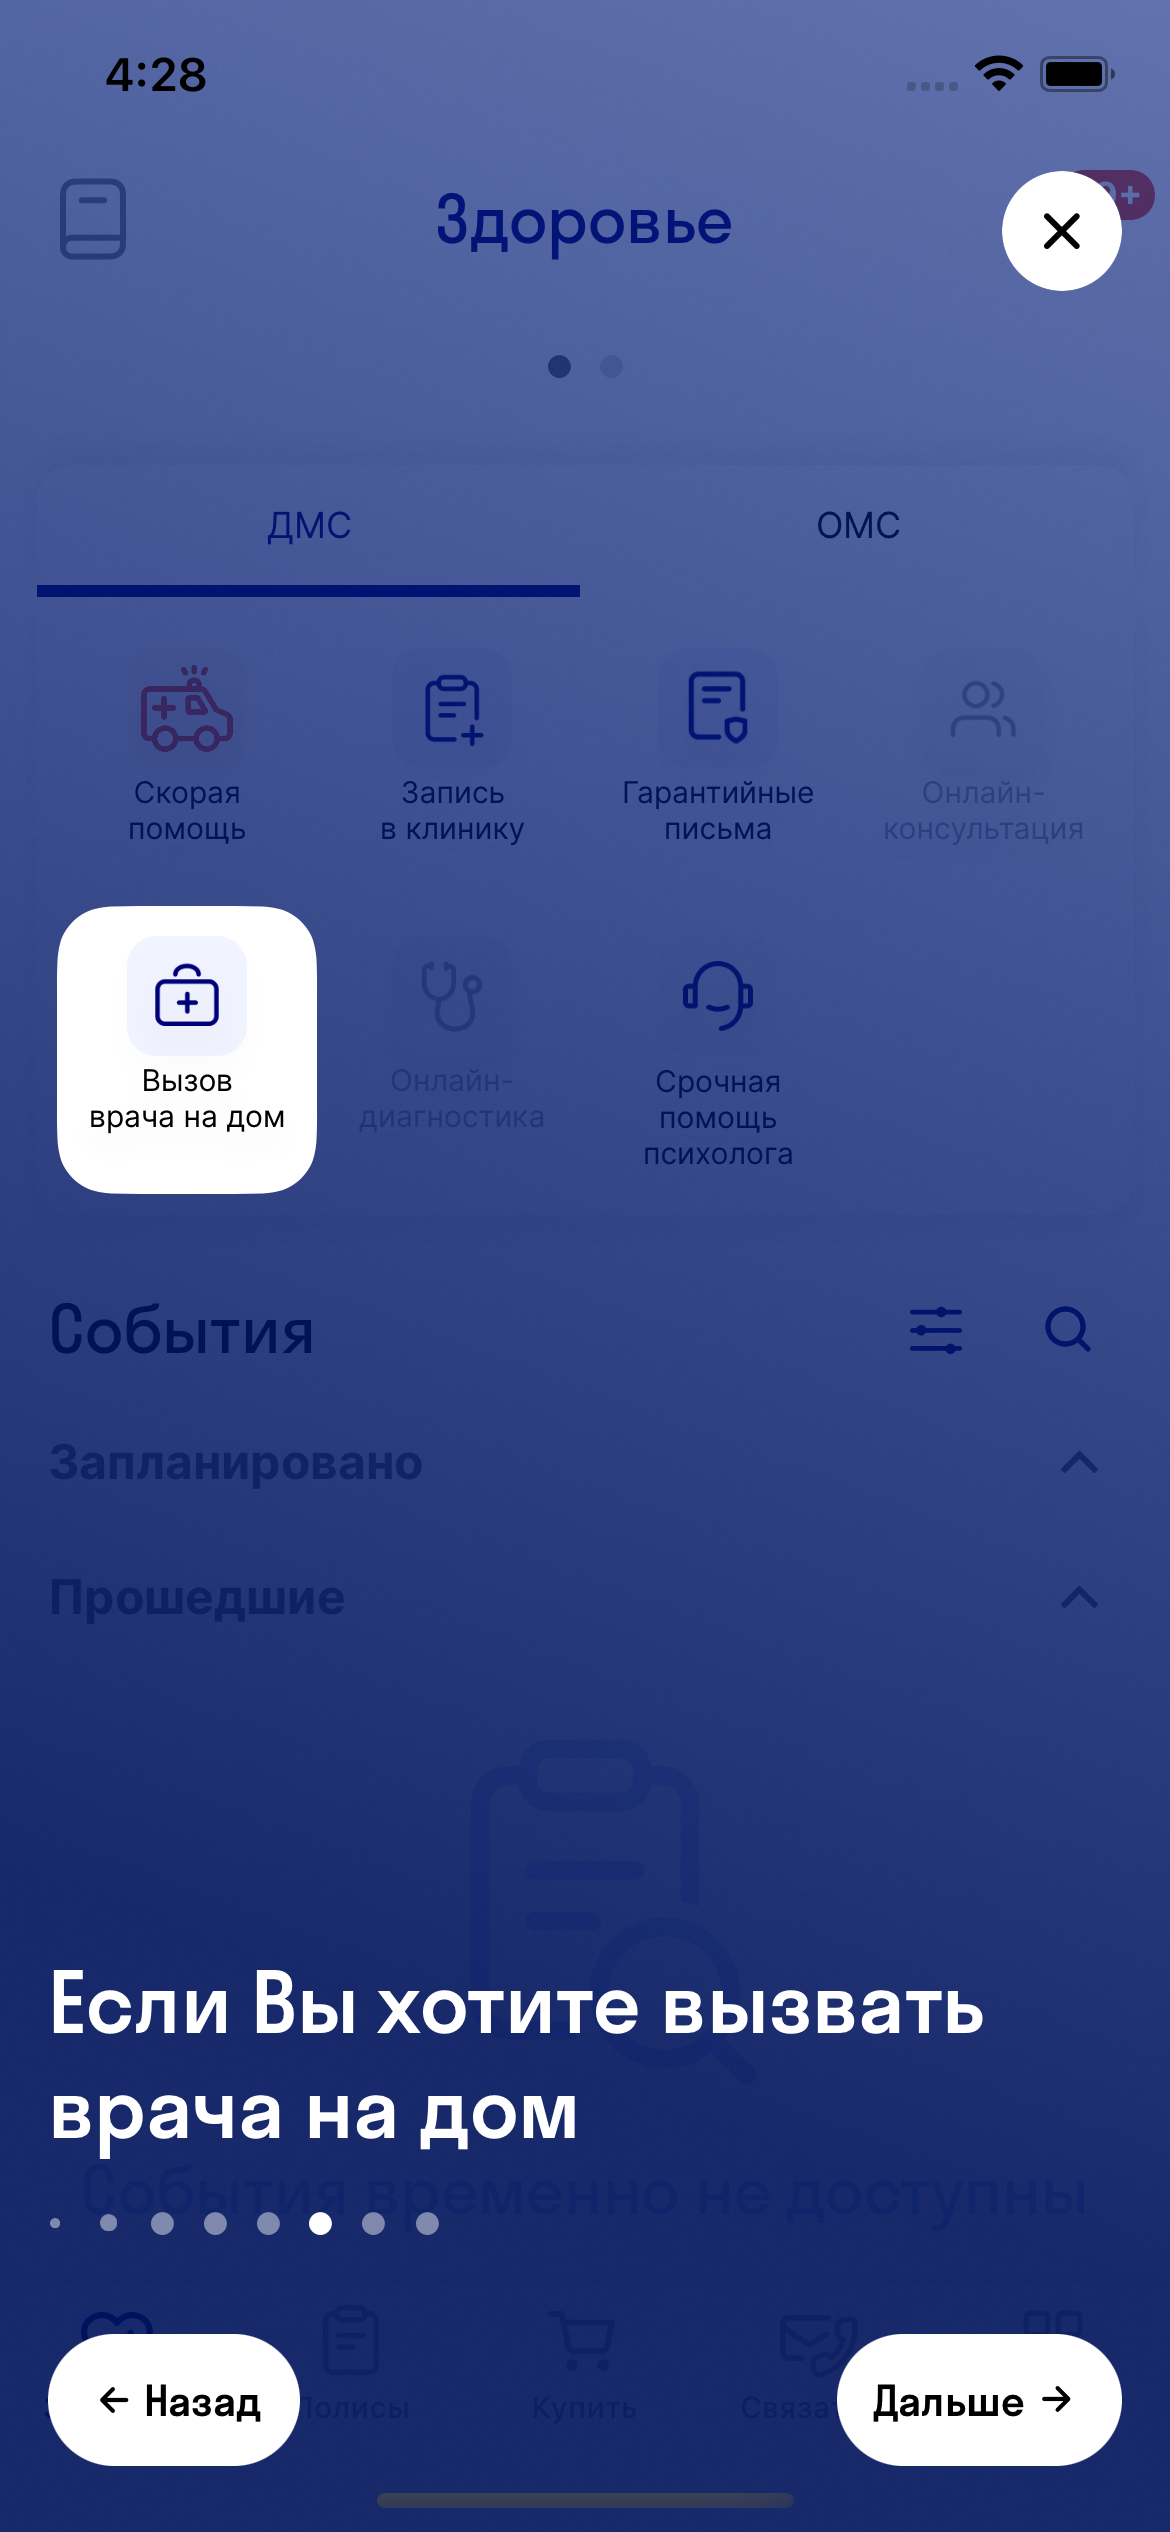 4:28
Здоровье
ДМС
ОМС
Скорая
помощь
Запись
в клинику
Гарантийные
письма
Онлайн-
консультация
Вызов
врача на дом
Онлайн-
диагностика
Срочная
помощь
психолога
События
Запланировано
Прошедшие
Если Вы хотите вызвать
врача на дом
События временно не доступны
Купить
Назад
Дальше